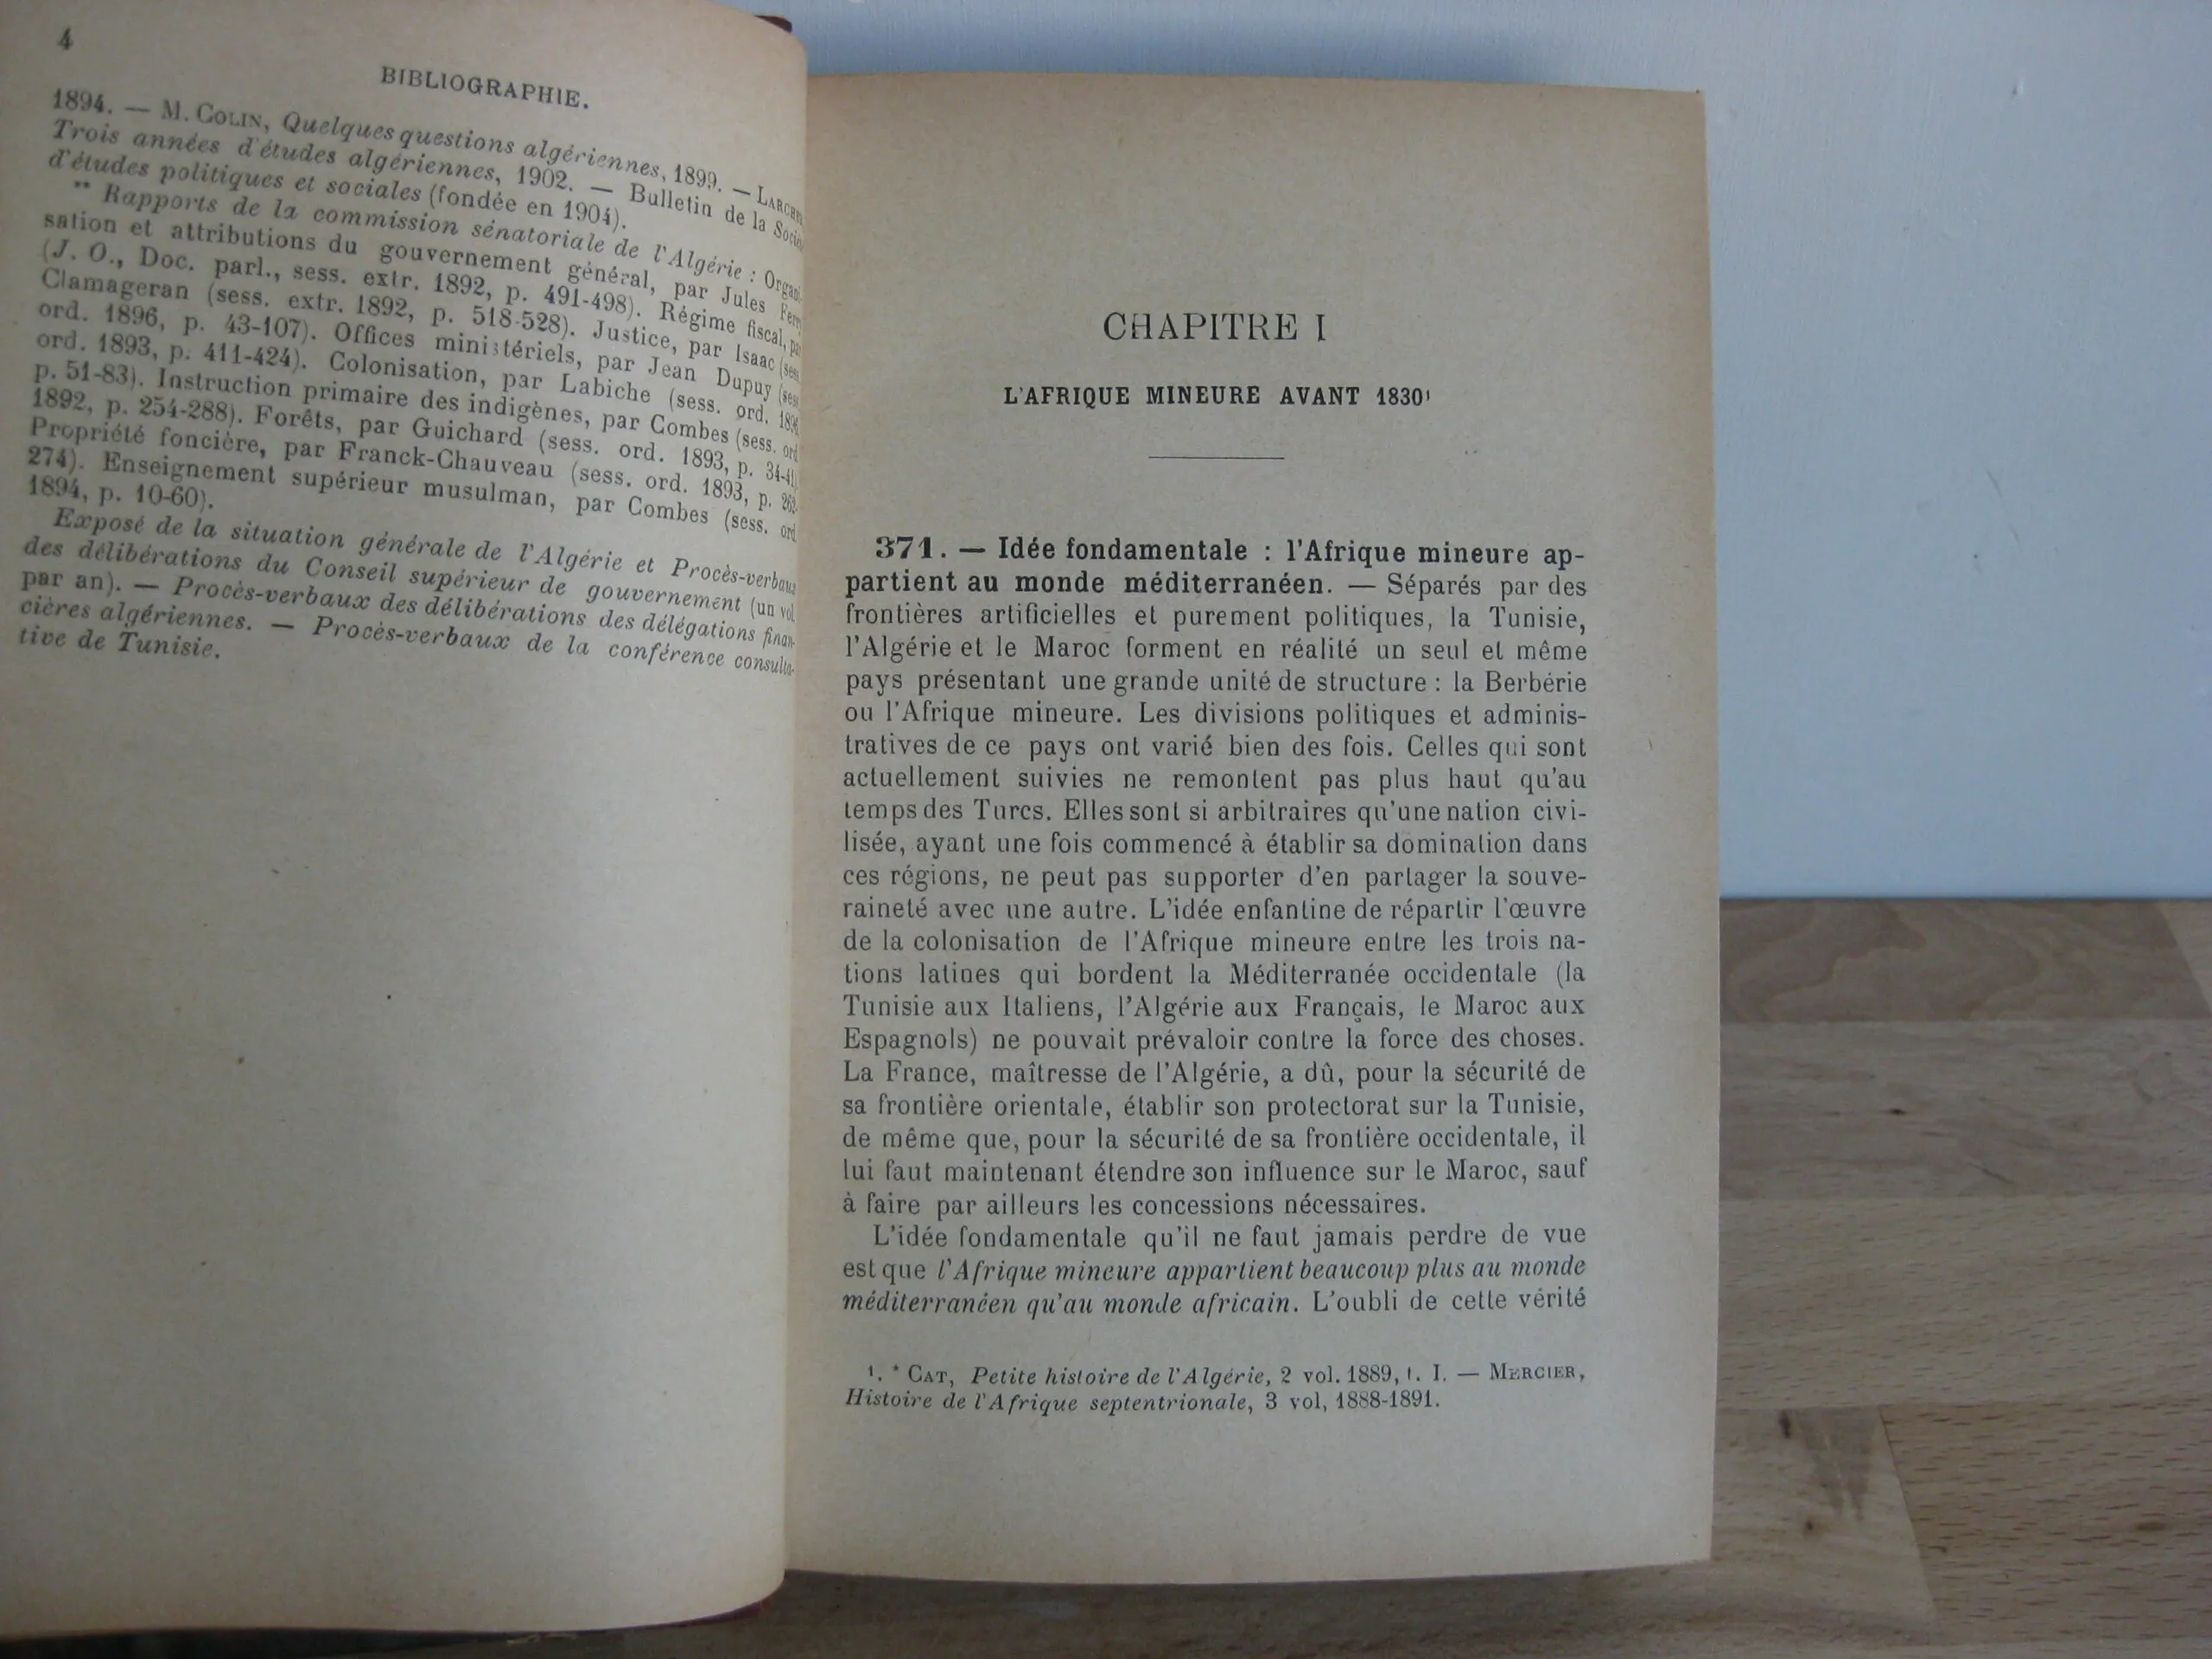 4
BIBLIOGRAPHIE.
1894. — M. COLIN, Quelques questions algériennes, 1899. —
Trois années d'études algériennes, 1902. — Bulletin de la
d'études politiques et sociales (fondée en 1904).
** Rapports de la commission sénatoriale de l'Algérie : Organi-
sation et attributions du gouvernement général, par Jules Ferry
(J. O., Doc. parl., sess. extr. 1892, p. 491-498). Régime fiscal, par
Clamageran (sess. extr. 1892, p. 518-528). Justice, par Isaac (sess.
ord. 1896, p. 43-107). Offices ministériels, par Jean Dupuy (sess.
ord. 1893, p. 411-424). Colonisation, par Labiche (sess. ord. 1896,
p. 51-83). Instruction primaire des indigènes, par Combes (sess. ord.
1892, p. 254-288). Forêts, par Guichard (sess. ord. 1893, p. 34-41).
Propriété foncière, par Franck-Chauveau (sess. ord. 1893, p. 262-
274). Enseignement supérieur musulman, par Combes (sess. ord.
1894, p. 10-60).
Exposé de la situation générale de l'Algérie et Procès-verbaux
des délibérations du Conseil supérieur de gouvernement (un vol.
par an). — Procès-verbaux des délibérations des délégations finan-
cières algériennes. — Procès-verbaux de la conférence consulta-
tive de Tunisie.
CHAPITRE I
L'AFRIQUE MINEURE AVANT 1830¹
371. — Idée fondamentale : l'Afrique mineure ap-
partient au monde méditerranéen. — Séparés par des
frontières artificielles et purement politiques, la Tunisie,
l'Algérie et le Maroc forment en réalité un seul et même
pays présentant une grande unité de structure : la Berbérie
ou l'Afrique mineure. Les divisions politiques et adminis-
tratives de ce pays ont varié bien des fois. Celles qui sont
actuellement suivies ne remontent pas plus haut qu'au
temps des Turcs. Elles sont si arbitraires qu'une nation civi-
lisée, ayant une fois commencé à établir sa domination dans
ces régions, ne peut pas supporter d'en partager la souve-
raineté avec une autre. L'idée enfantine de répartir l'œuvre
de la colonisation de l'Afrique mineure entre les trois na-
tions latines qui bordent la Méditerranée occidentale (la
Tunisie aux Italiens, l'Algérie aux Français, le Maroc aux
Espagnols) ne pouvait prévaloir contre la force des choses.
La France, maîtresse de l'Algérie, a dû, pour la sécurité de
sa frontière orientale, établir son protectorat sur la Tunisie,
de même que, pour la sécurité de sa frontière occidentale, il
lui faut maintenant étendre son influence sur le Maroc, sauf
à faire par ailleurs les concessions nécessaires.
L'idée fondamentale qu'il ne faut jamais perdre de vue
est que l'Afrique mineure appartient beaucoup plus au monde
méditerranéen qu'au monde africain. L'oubli de cette vérité
1. * CAT, Petite histoire de l'Algérie, 2 vol. 1889, t. I. — MERCIER,
Histoire de l'Afrique septentrionale, 3 vol, 1888-1891.